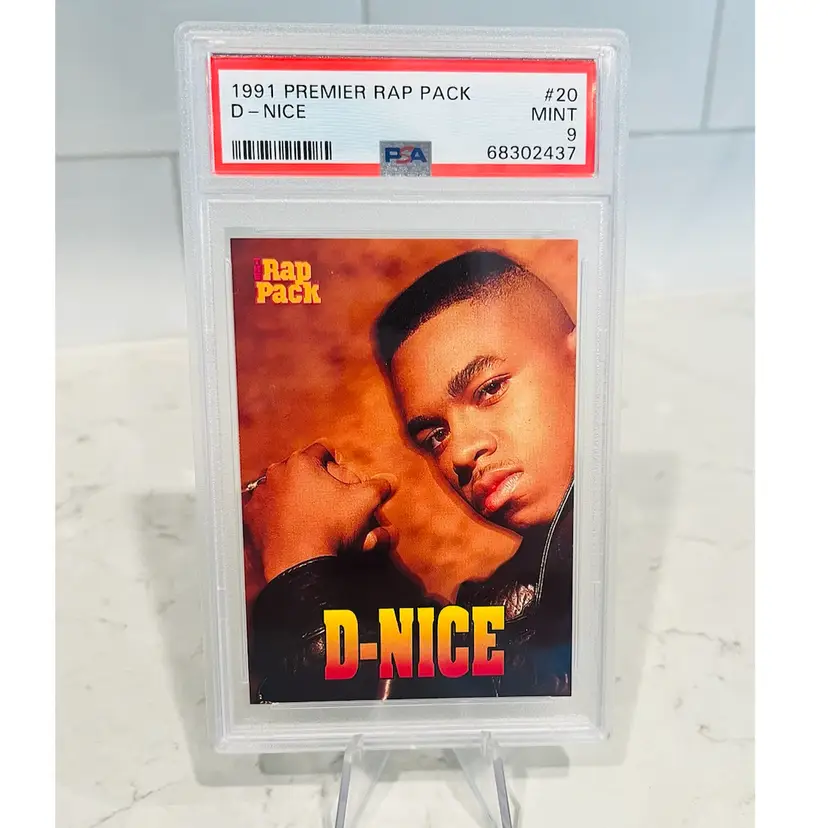 1991 PREMIER RAP PACK #20
D-NICE MINT
9
PSA 68302437
Rap
Pack
D-NICE